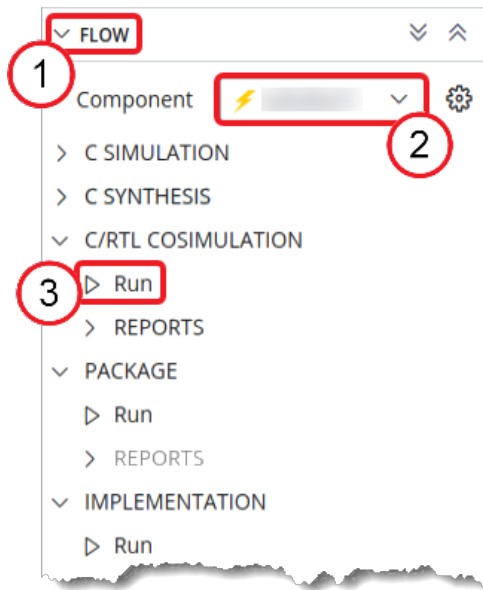 FLOW
1
Component
2
C SIMULATION
C SYNTHESIS
C/RTL COSIMULATION
3 Run
REPORTS
PACKAGE
Run
REPORTS
IMPLEMENTATION
Run